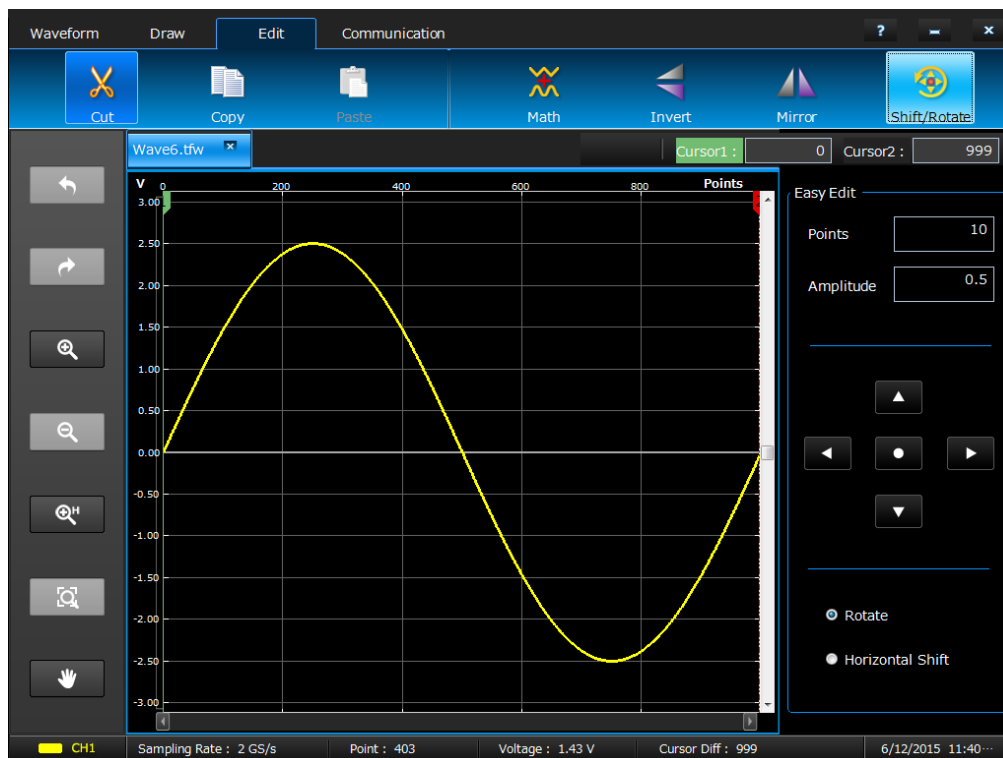 Waveform Draw Edit Communication ? - x
Cut Copy Paste Math Invert Mirror Shift/Rotate
Wave6.tfw x Cursor1 : 0 Cursor2 : 999
V 0 200 400 600 800 Points
3.00
2.50
2.00
1.50
1.00
0.50
0.00
-0.50
-1.00
-1.50
-2.00
-2.50
-3.00
H
Easy Edit
Points 10
Amplitude 0.5
Rotate
Horizontal Shift
CH1 Sampling Rate : 2 GS/s Point : 403 Voltage : 1.43 V Cursor Diff : 999 6/12/2015 11:40···